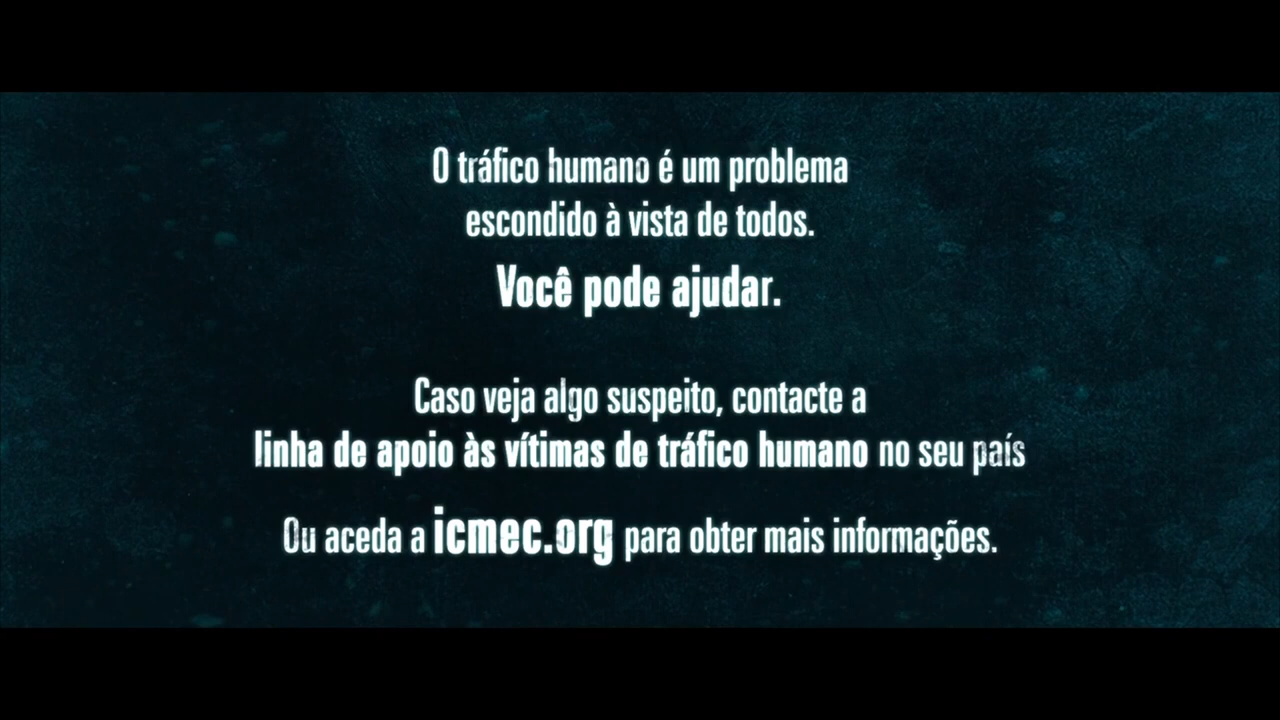 O tráfico humano é um problema
escondido à vista de todos.
Você pode ajudar.
Caso veja algo suspeito, contacte a
linha de apoio às vítimas de tráfico humano no seu país
Ou aceda a icmec.org para obter mais informações.